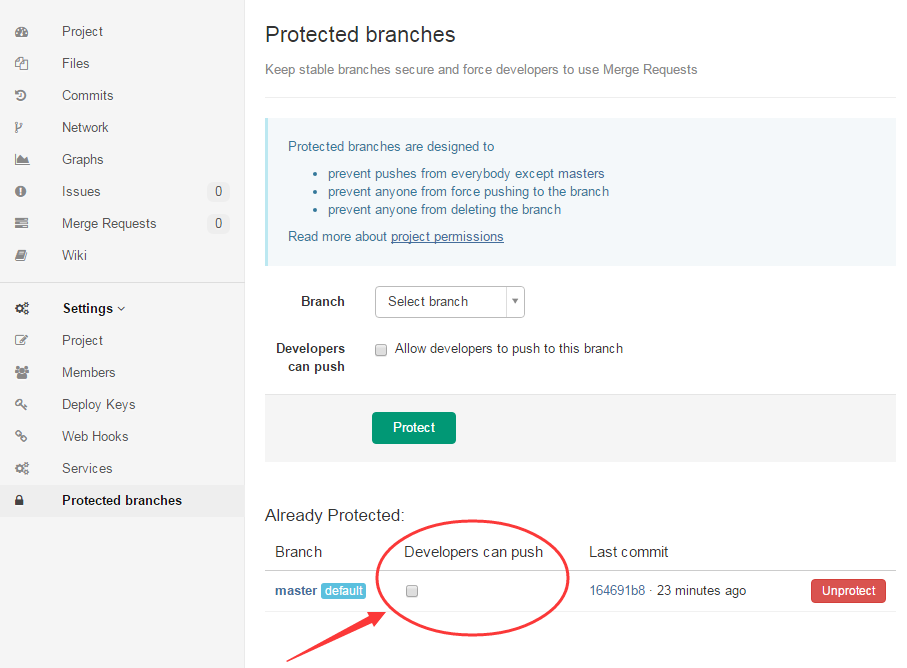 Project
Files
Commits
Network
Graphs
Issues 0
Merge Requests 0
Wiki
Settings
Project
Members
Deploy Keys
Web Hooks
Services
Protected branches
Protected branches
Keep stable branches secure and force developers to use Merge Requests
Protected branches are designed to
prevent pushes from everybody except masters
prevent anyone from force pushing to the branch
prevent anyone from deleting the branch
Read more about project permissions
Branch Select branch
Developers can push
Allow developers to push to this branch
Protect
Already Protected:
Branch Developers can push Last commit
master default 164691b8 · 23 minutes ago Unprotect